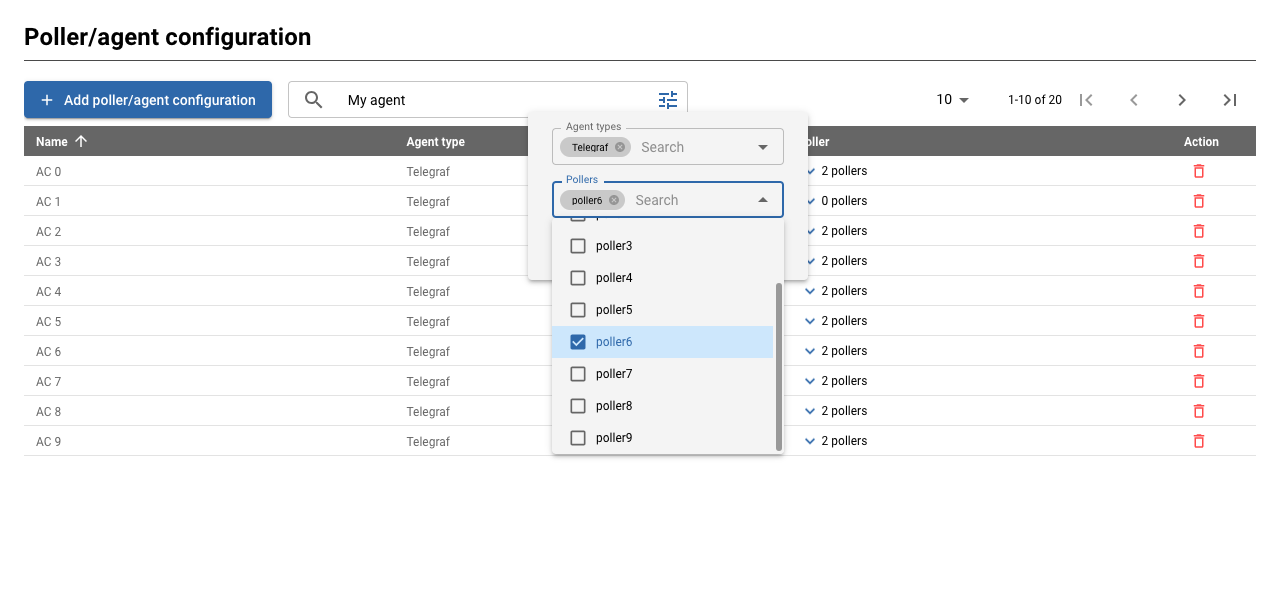 Poller/agent configuration
Add poller/agent configuration
My agent
10
1-10 of 20
Name
Agent type
oller
Action
Agent types
Telegraf
Search
Pollers
poller6
Search
poller3
poller4
poller5
poller6
poller7
poller8
poller9
AC 0 Telegraf 2 pollers
AC 1 Telegraf 0 pollers
AC 2 Telegraf 2 pollers
AC 3 Telegraf 2 pollers
AC 4 Telegraf 2 pollers
AC 5 Telegraf 2 pollers
AC 6 Telegraf 2 pollers
AC 7 Telegraf 2 pollers
AC 8 Telegraf 2 pollers
AC 9 Telegraf 2 pollers